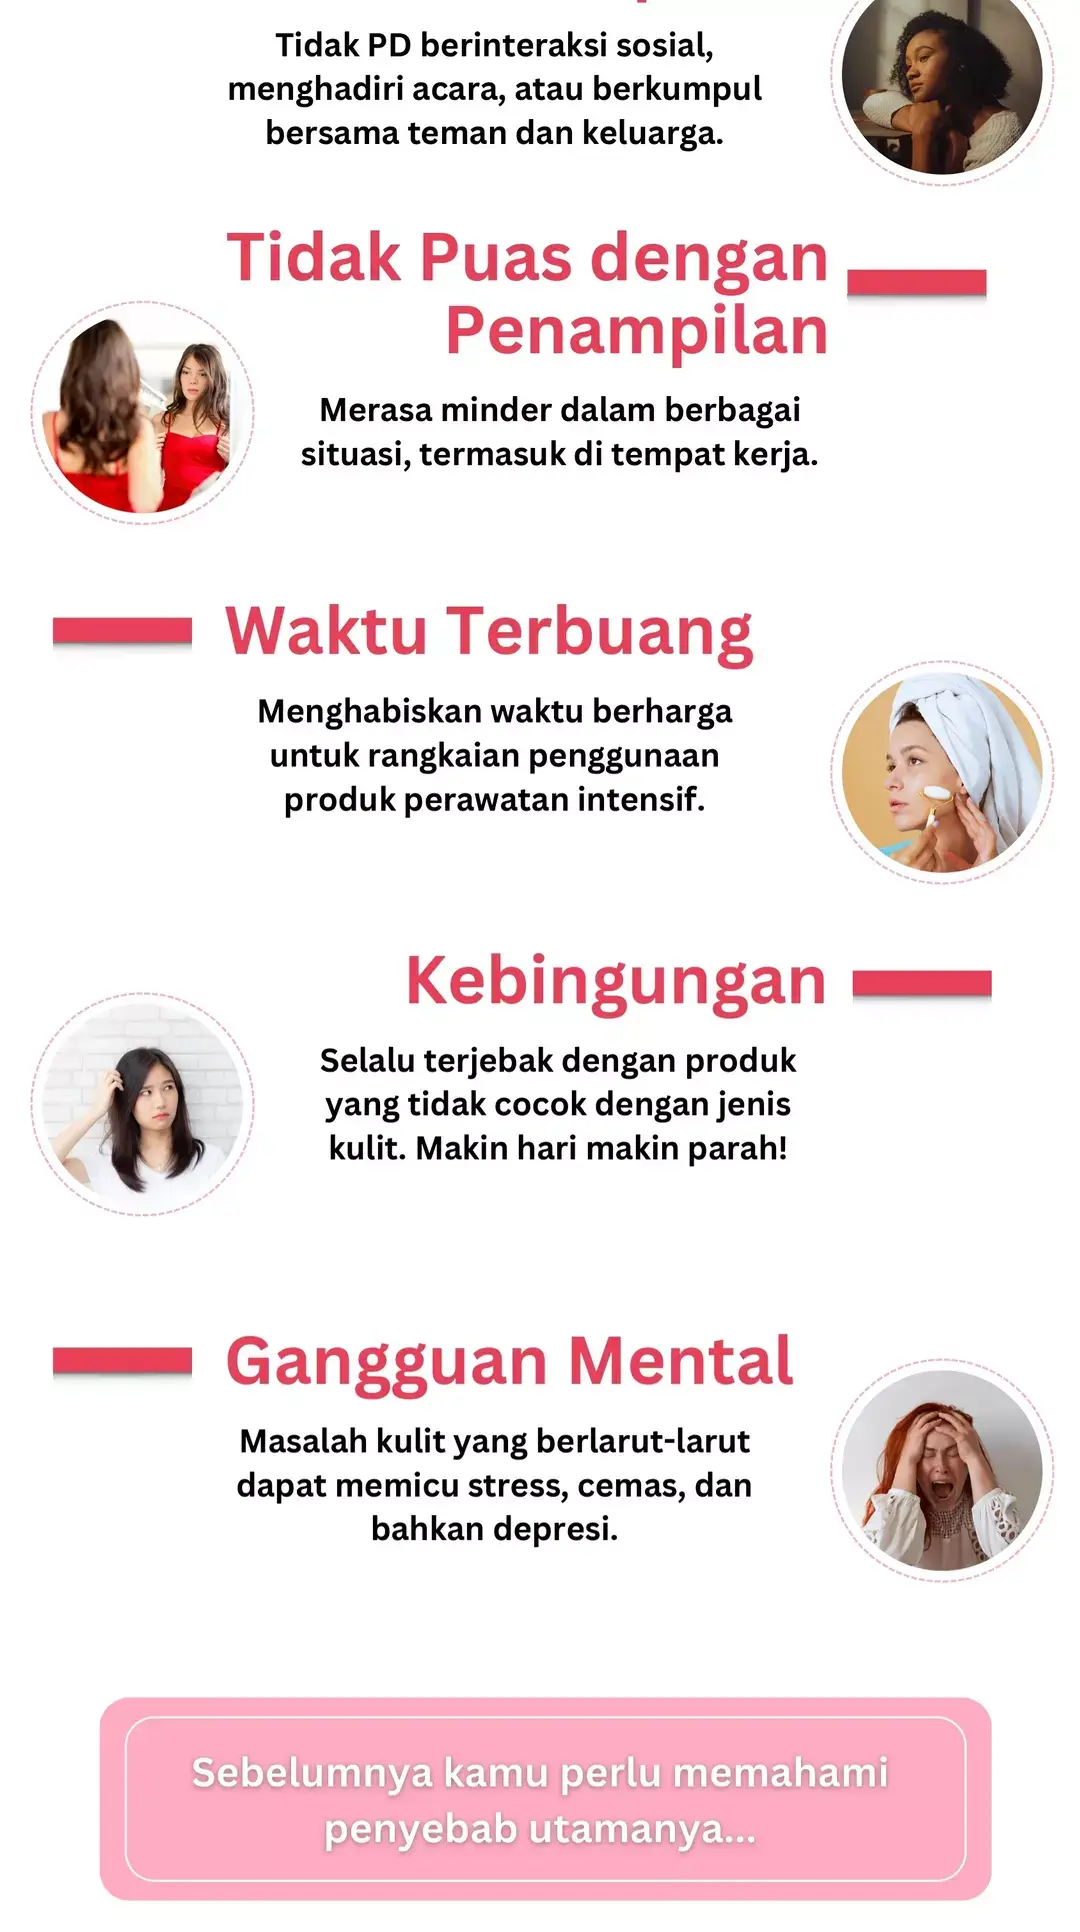 Tidak PD berinteraksi sosial,
menghadiri acara, atau berkumpul
bersama teman dan keluarga.
Tidak Puas dengan
Penampilan
Merasa minder dalam berbagai
situasi, termasuk di tempat kerja.
Waktu Terbuang
Menghabiskan waktu berharga
untuk rangkaian penggunaan
produk perawatan intensif.
Kebingungan
Selalu terjebak dengan produk
yang tidak cocok dengan jenis
kulit. Makin hari makin parah!
Gangguan Mental
Masalah kulit yang berlarut-larut
dapat memicu stress, cemas, dan
bahkan depresi.
Sebelumnya kamu perlu memahami
penyebab utamanya...